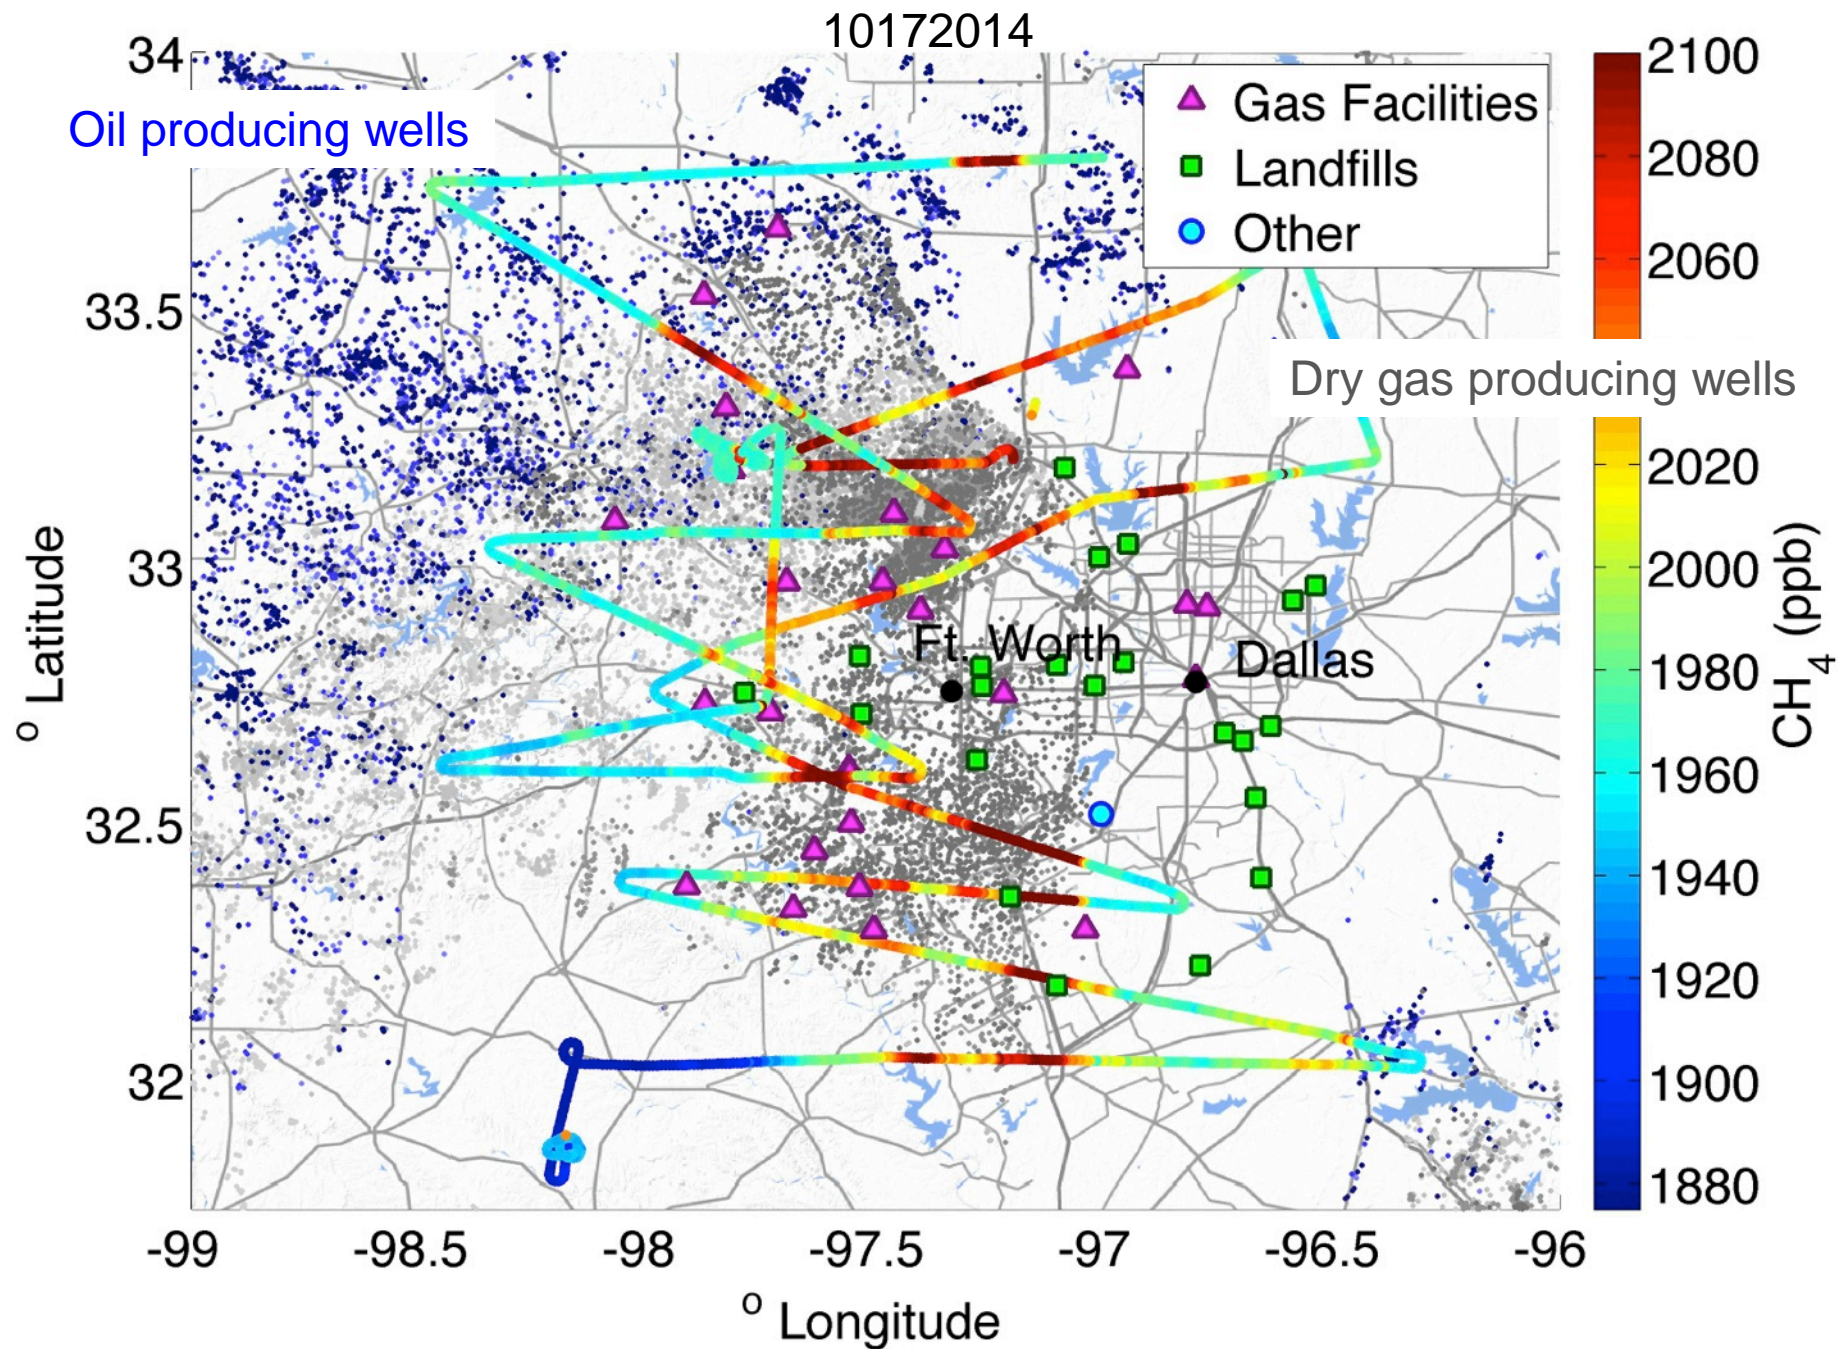 10172014
Oil producing wells
Gas Facilities
Landfills
Other
Dry gas producing wells
Ft. Worth
Dallas
34
33.5
33
32.5
32
° Latitude
-99
-98.5
-98
-97.5
-97
-96.5
-96
° Longitude
2100
2080
2060
2020
2000
1980
1960
1940
1920
1900
1880
CH₄ (ppb)